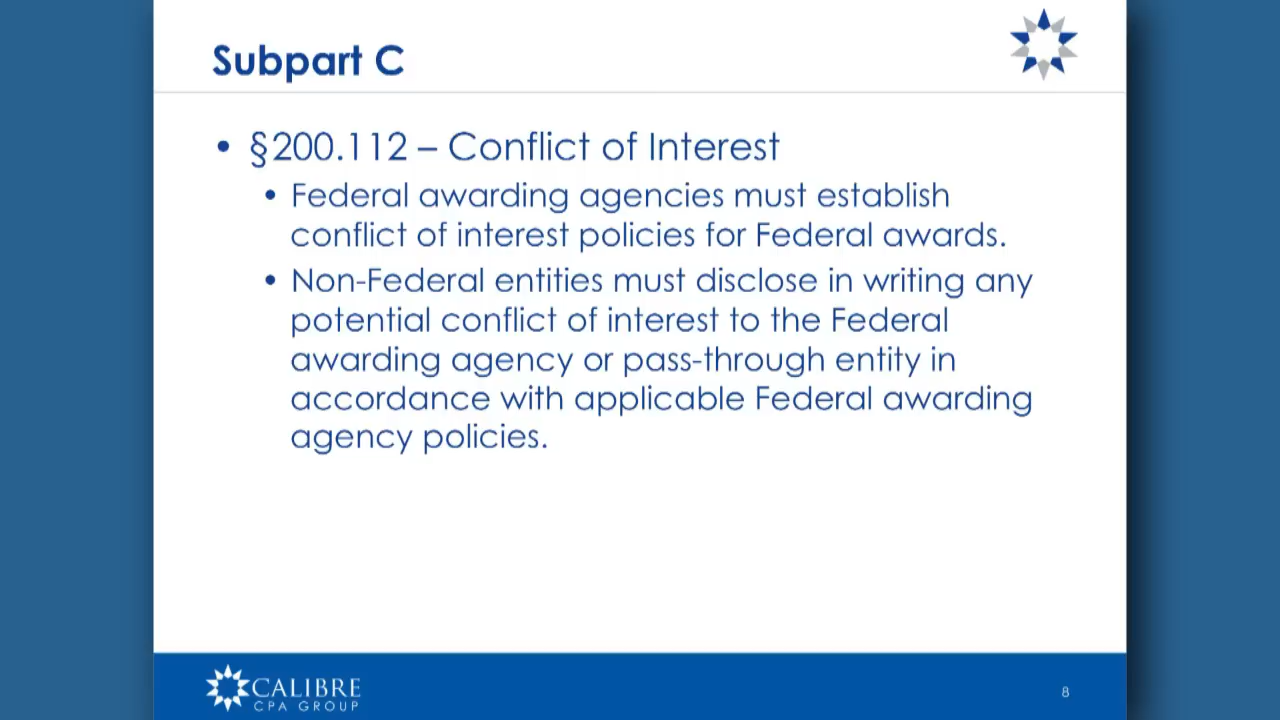 Subpart C
• §200.112 – Conflict of Interest
• Federal awarding agencies must establish
conflict of interest policies for Federal awards.
• Non-Federal entities must disclose in writing any
potential conflict of interest to the Federal
awarding agency or pass-through entity in
accordance with applicable Federal awarding
agency policies.
CALIBRE
CPA GROUP
8